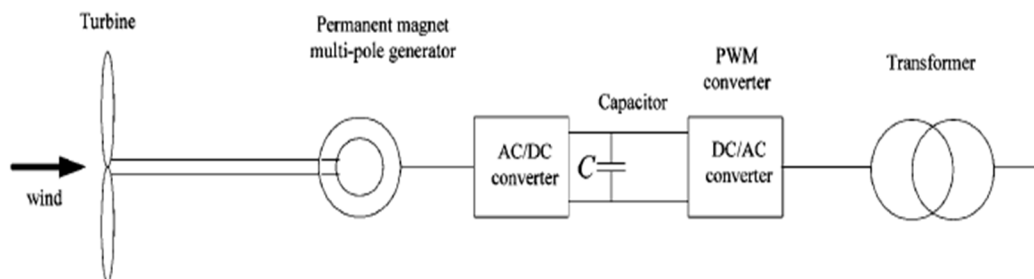 Turbine
Permanent magnet
multi-pole generator
PWM
converter
Transformer
Capacitor
AC/DC
converter
C
DC/AC
converter
wind